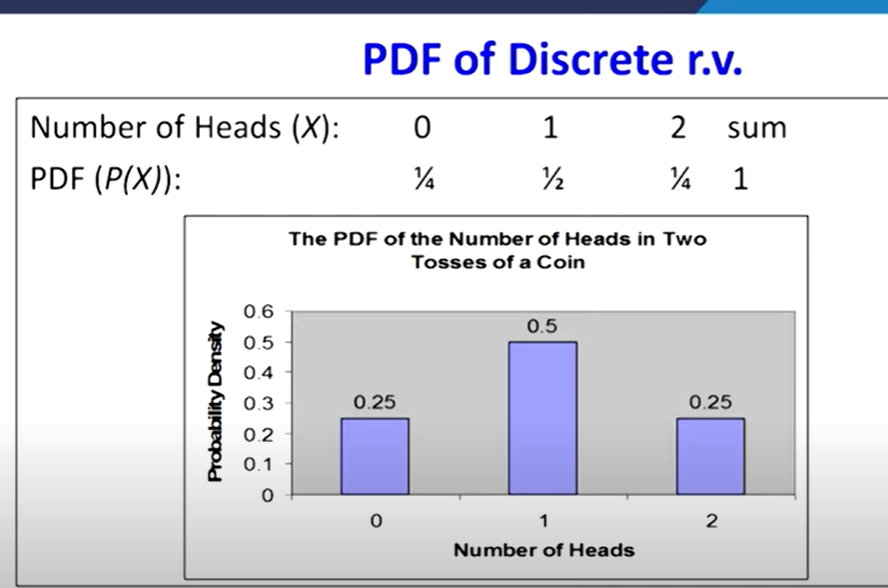 PDF of Discrete r.v.
Number of Heads (X): 0 1 2 sum
PDF (P(X)): ¼ ½ ¼ 1
The PDF of the Number of Heads in Two
Tosses of a Coin
Probability Density
0.6
0.5
0.4
0.3
0.2
0.1
0
0.25
0.5
0.25
0 1 2
Number of Heads